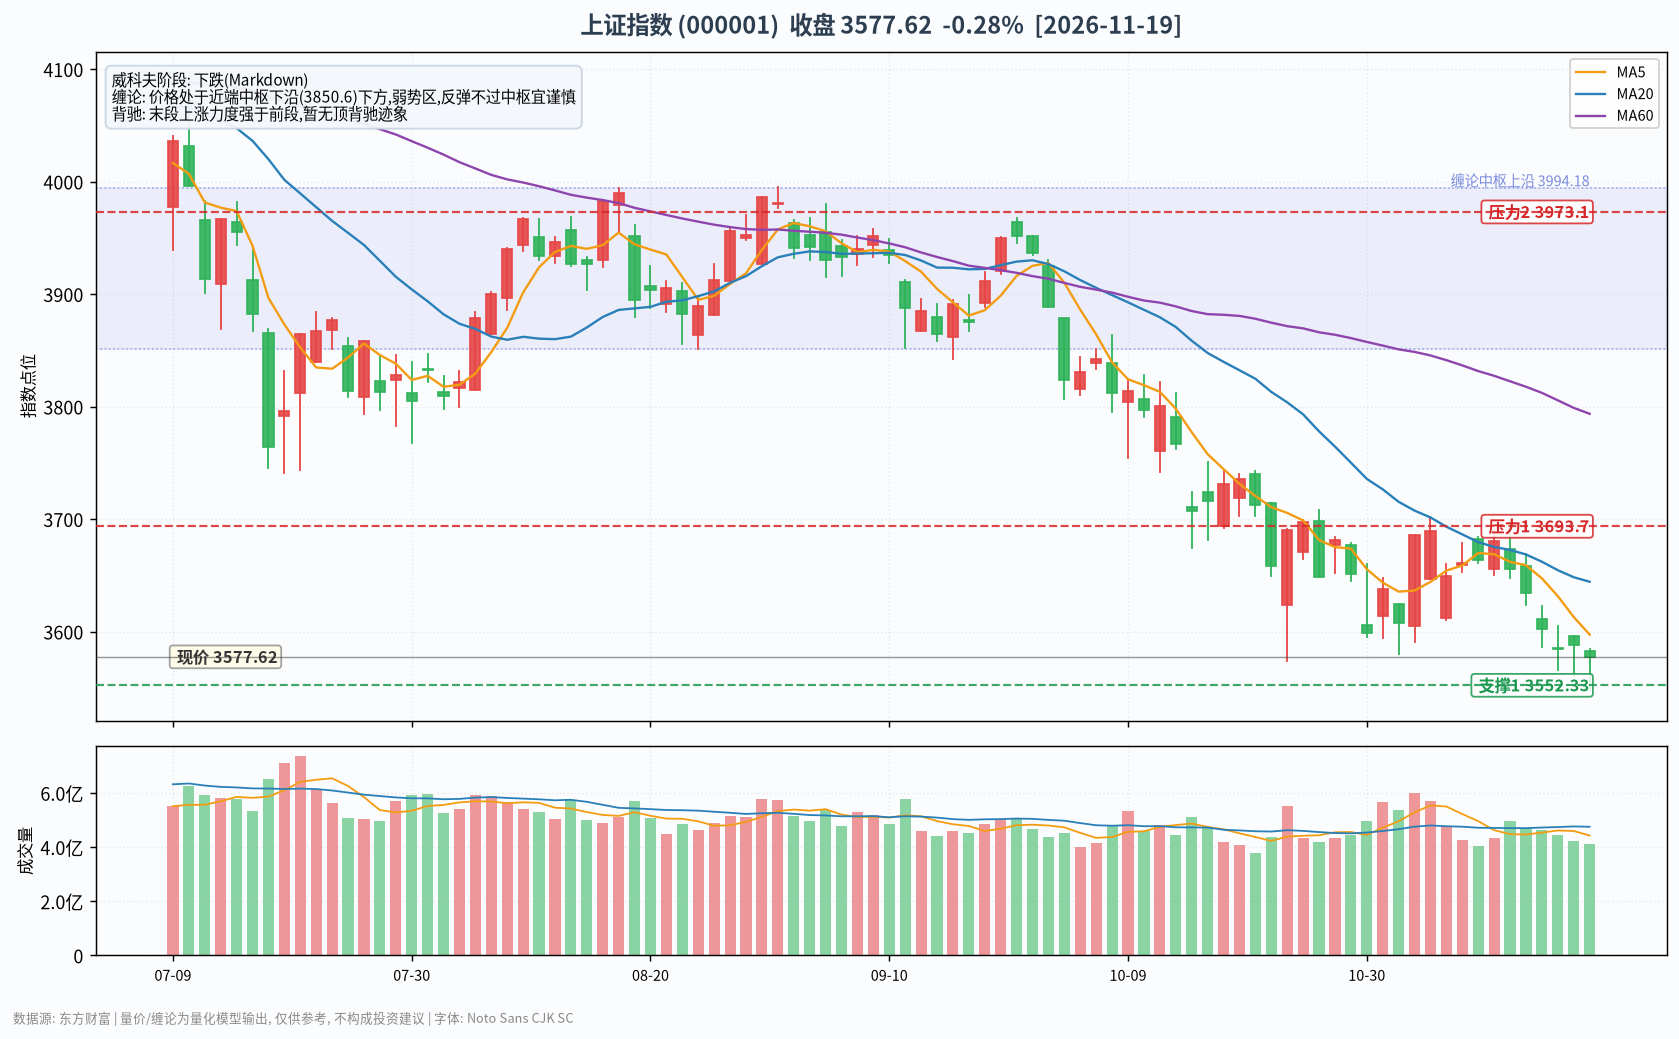 上证指数 (000001)  收盘 3577.62  -0.28%  [2026-11-19]
威科夫阶段: 下跌(Markdown)
缠论: 价格处于近端中枢下沿(3850.6)下方,弱势区,反弹不过中枢宜谨慎
背驰: 末段上涨力度强于前段,暂无顶背驰迹象
MA5
MA20
MA60
指数点位
4100
4000
3900
3800
3700
3600
缠论中枢上沿 3994.18
压力2 3973.1
压力1 3693.7
现价 3577.62
支撑1 3552.33
成交量
6.0亿
4.0亿
2.0亿
0
07-09
07-30
08-20
09-10
10-09
10-30
数据源: 东方财富 | 量价/缠论为量化模型输出, 仅供参考, 不构成投资建议 | 字体: Noto Sans CJK SC